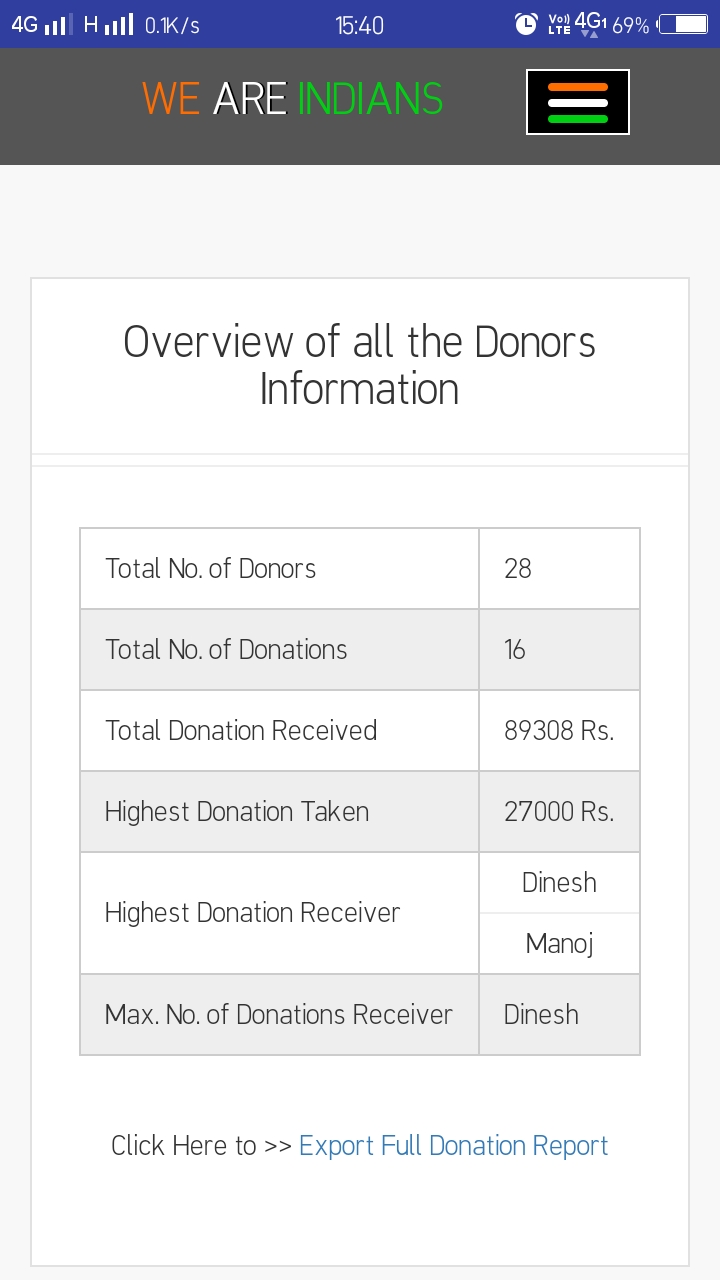 4G H 0.1K/s 15:40 Vo)) LTE 4G1 69%
WE ARE INDIANS
Overview of all the Donors
Information
Total No. of Donors 28
Total No. of Donations 16
Total Donation Received 89308 Rs.
Highest Donation Taken 27000 Rs.
Highest Donation Receiver Dinesh
Manoj
Max. No. of Donations Receiver Dinesh
Click Here to >> Export Full Donation Report